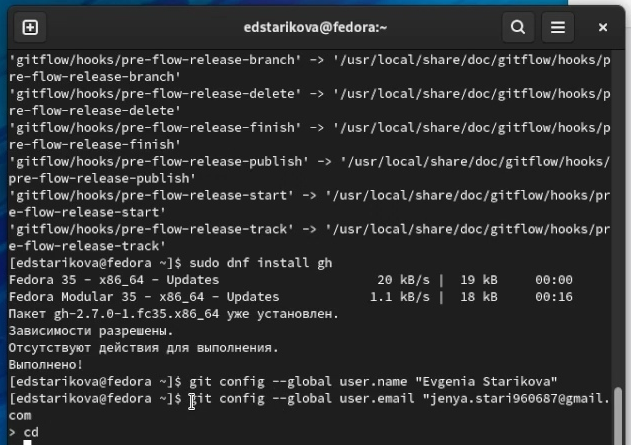 edstarikova@fedora:~
'gitflow/hooks/pre-flow-release-branch' -> '/usr/local/share/doc/gitflow/hooks/p
re-flow-release-branch'
'gitflow/hooks/pre-flow-release-delete' -> '/usr/local/share/doc/gitflow/hooks/p
re-flow-release-delete'
'gitflow/hooks/pre-flow-release-finish' -> '/usr/local/share/doc/gitflow/hooks/p
re-flow-release-finish'
'gitflow/hooks/pre-flow-release-publish' -> '/usr/local/share/doc/gitflow/hooks/
pre-flow-release-publish'
'gitflow/hooks/pre-flow-release-start' -> '/usr/local/share/doc/gitflow/hooks/pr
e-flow-release-start'
'gitflow/hooks/pre-flow-release-track' -> '/usr/local/share/doc/gitflow/hooks/pr
e-flow-release-track'
[edstarikova@fedora ~]$ sudo dnf install gh
Fedora 35 - x86_64 - Updates 20 kB/s | 19 kB 00:00
Fedora Modular 35 - x86_64 - Updates 1.1 kB/s | 18 kB 00:16
Пакет gh-2.7.0-1.fc35.x86_64 уже установлен.
Зависимости разрешены.
Отсутствуют действия для выполнения.
Выполнено!
[edstarikova@fedora ~]$ git config --global user.name "Evgenia Starikova"
[edstarikova@fedora ~]$ git config --global user.email "jenya.stari960687@gmail.
com
> cd